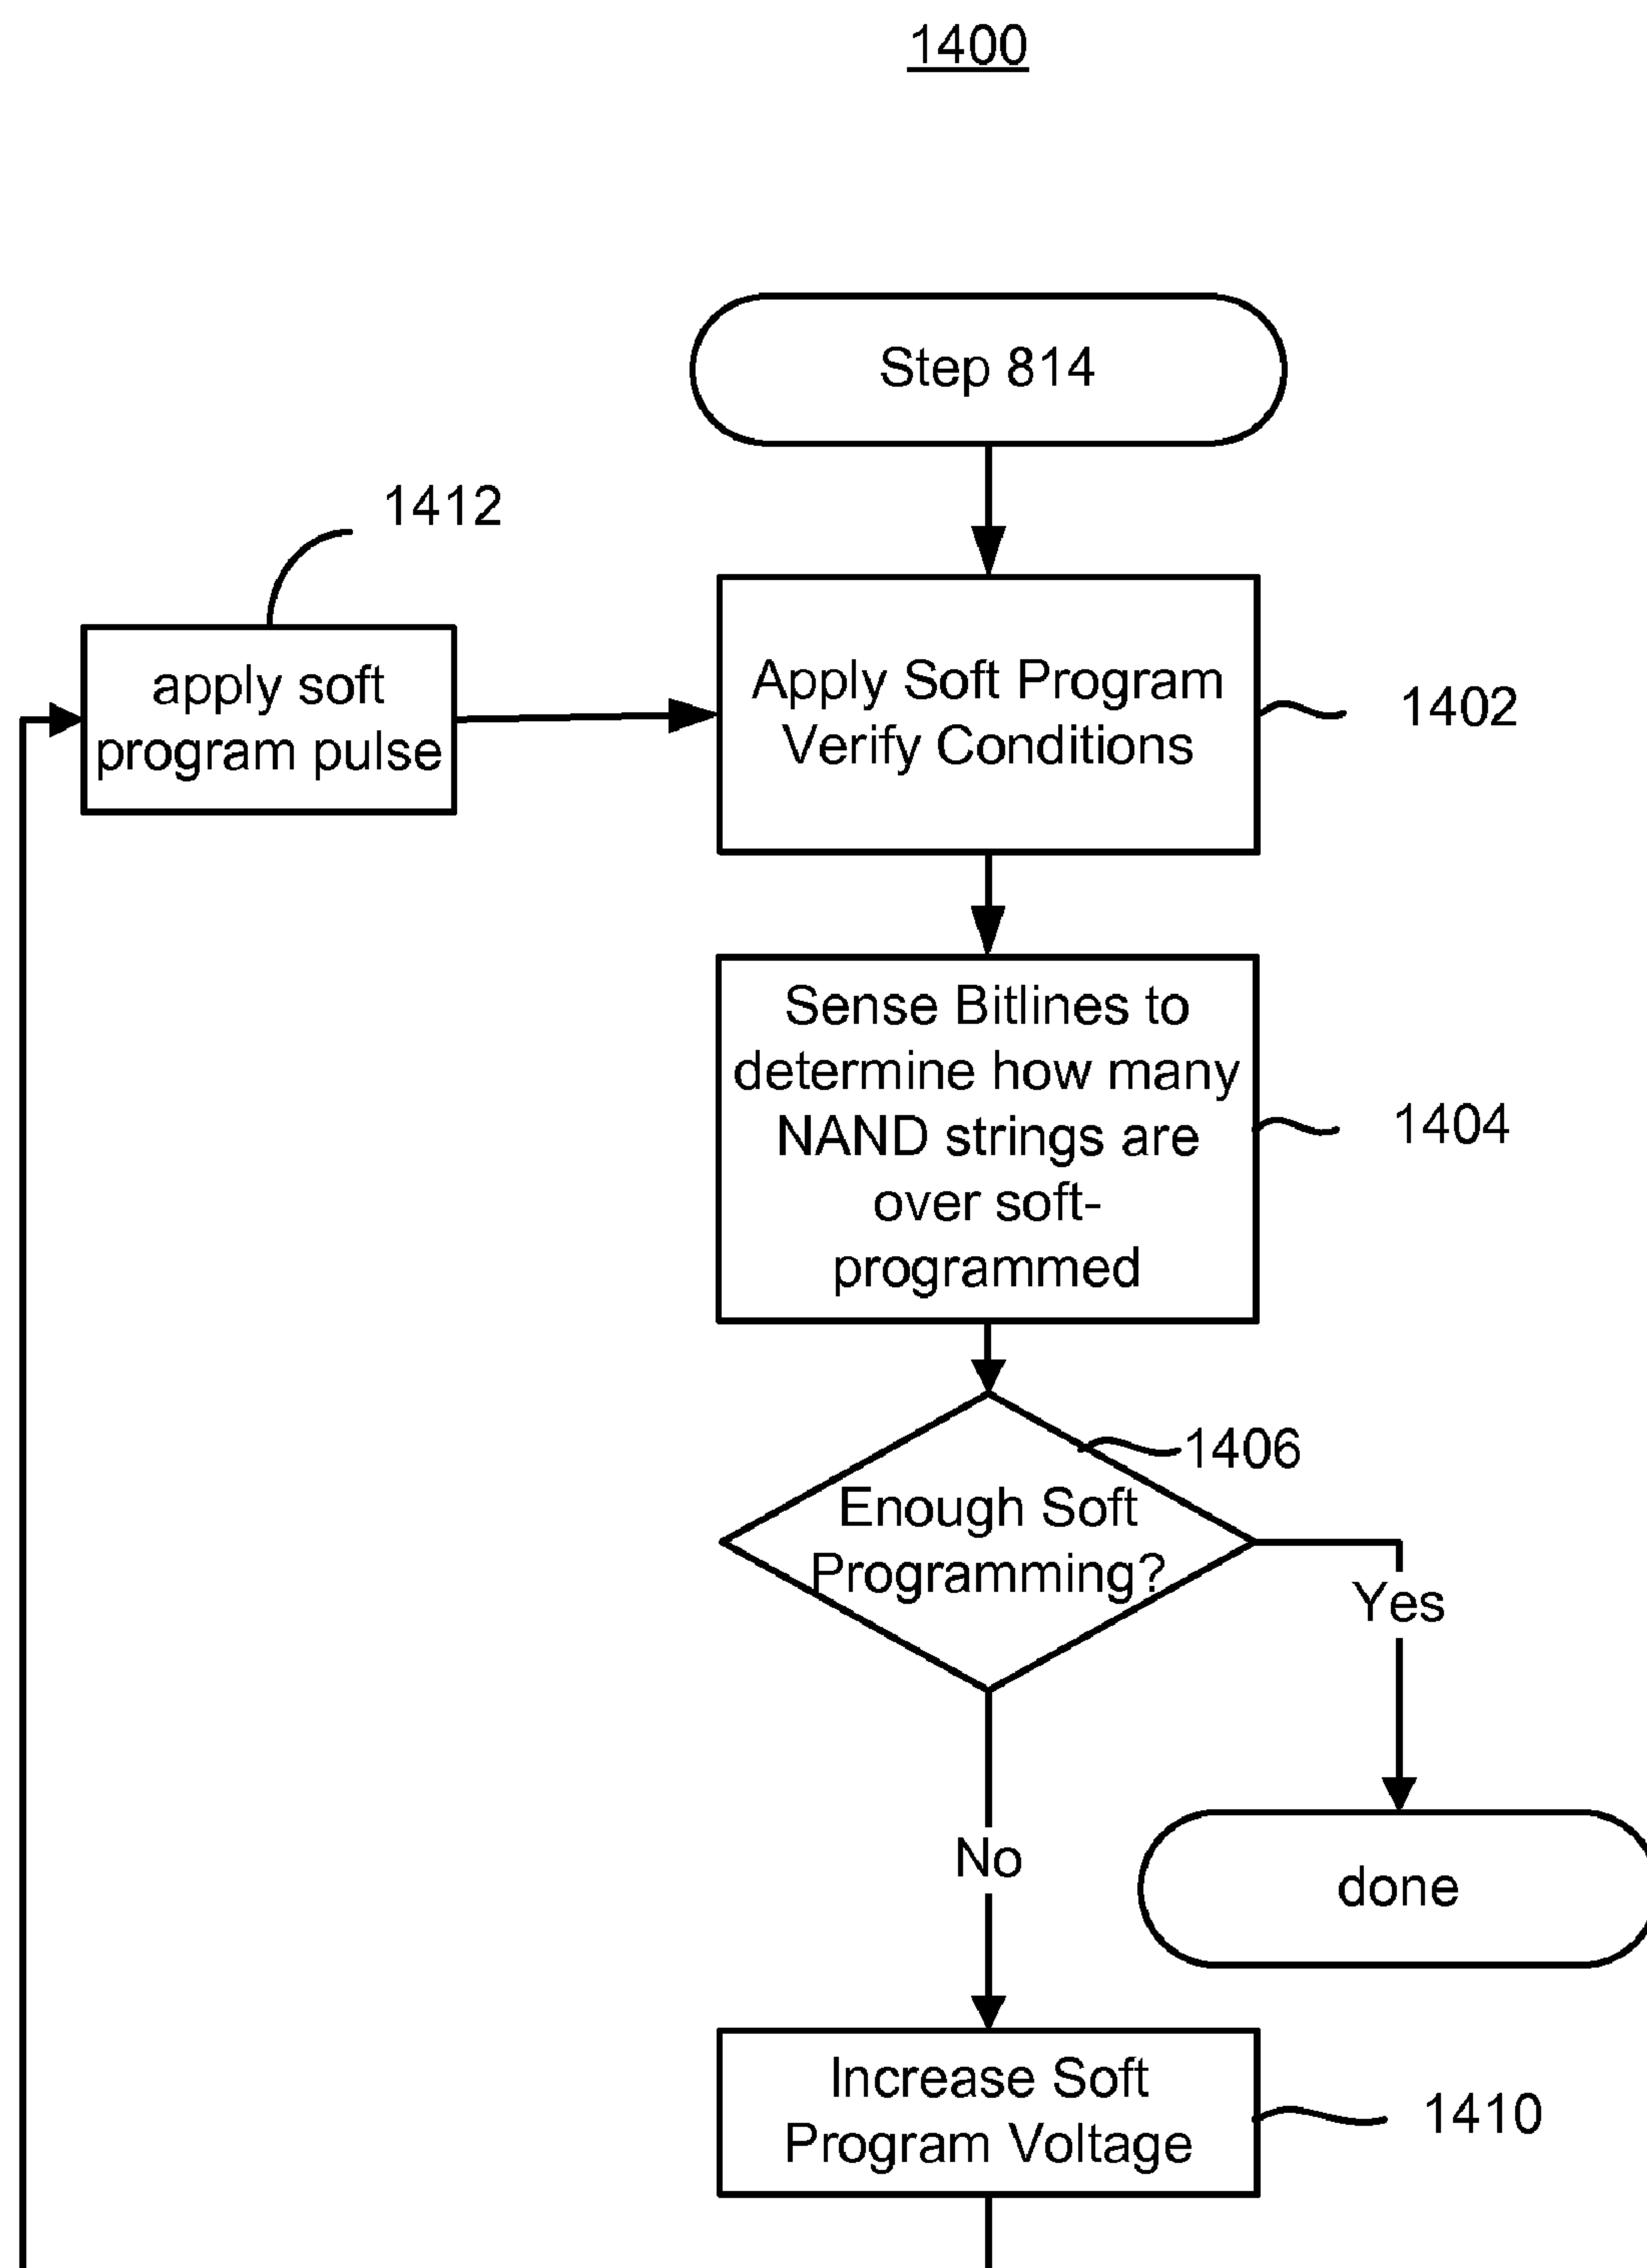 1400
Step 814
1412
apply soft
program pulse
Apply Soft Program
Verify Conditions
1402
Sense Bitlines to
determine how many
NAND strings are
over soft-
programmed
1404
1406
Enough Soft
Programming?
Yes
No
done
Increase Soft
Program Voltage
1410